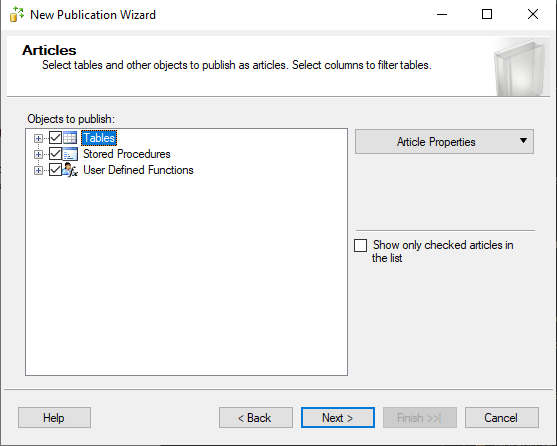 New Publication Wizard
Articles
Select tables and other objects to publish as articles. Select columns to filter tables.
Objects to publish:
Tables
Stored Procedures
User Defined Functions
Article Properties
Show only checked articles in
the list
Help
< Back
Next >
Finish >>|
Cancel